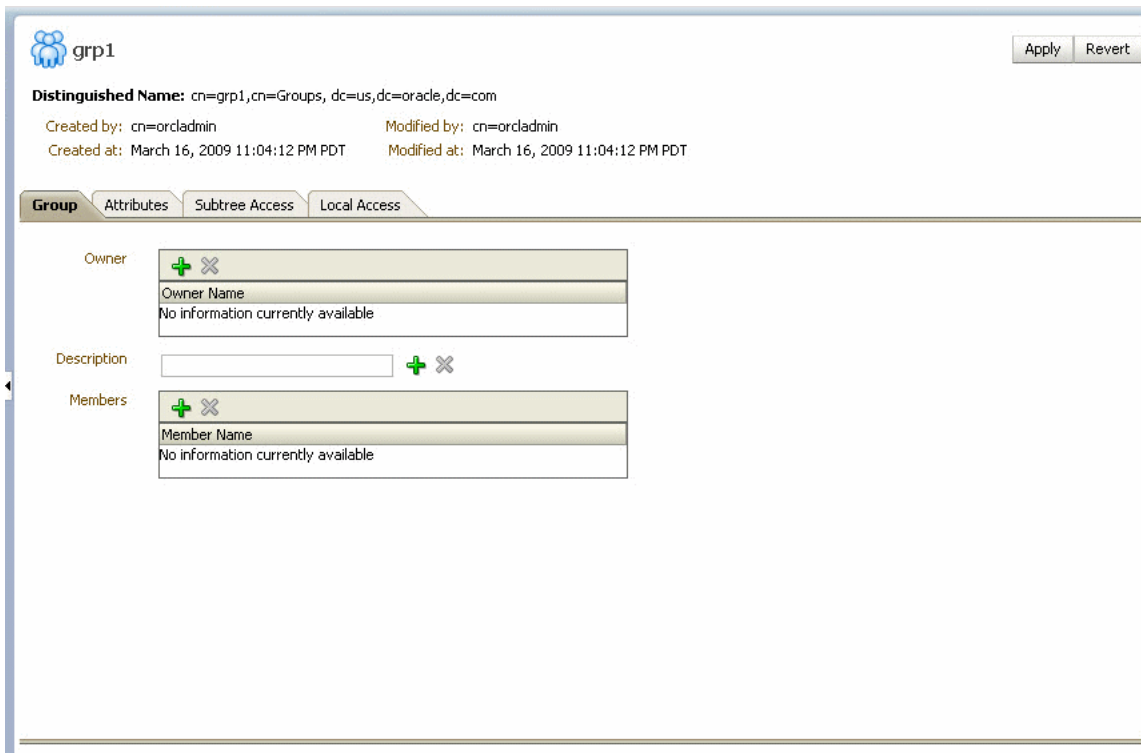 grp1
Apply Revert
Distinguished Name: cn=grp1,cn=Groups, dc=us,dc=oracle,dc=com
Created by: cn=orcladmin Modified by: cn=orcladmin
Created at: March 16, 2009 11:04:12 PM PDT Modified at: March 16, 2009 11:04:12 PM PDT
Group Attributes Subtree Access Local Access
Owner
Owner Name
No information currently available
Description
Members
Member Name
No information currently available